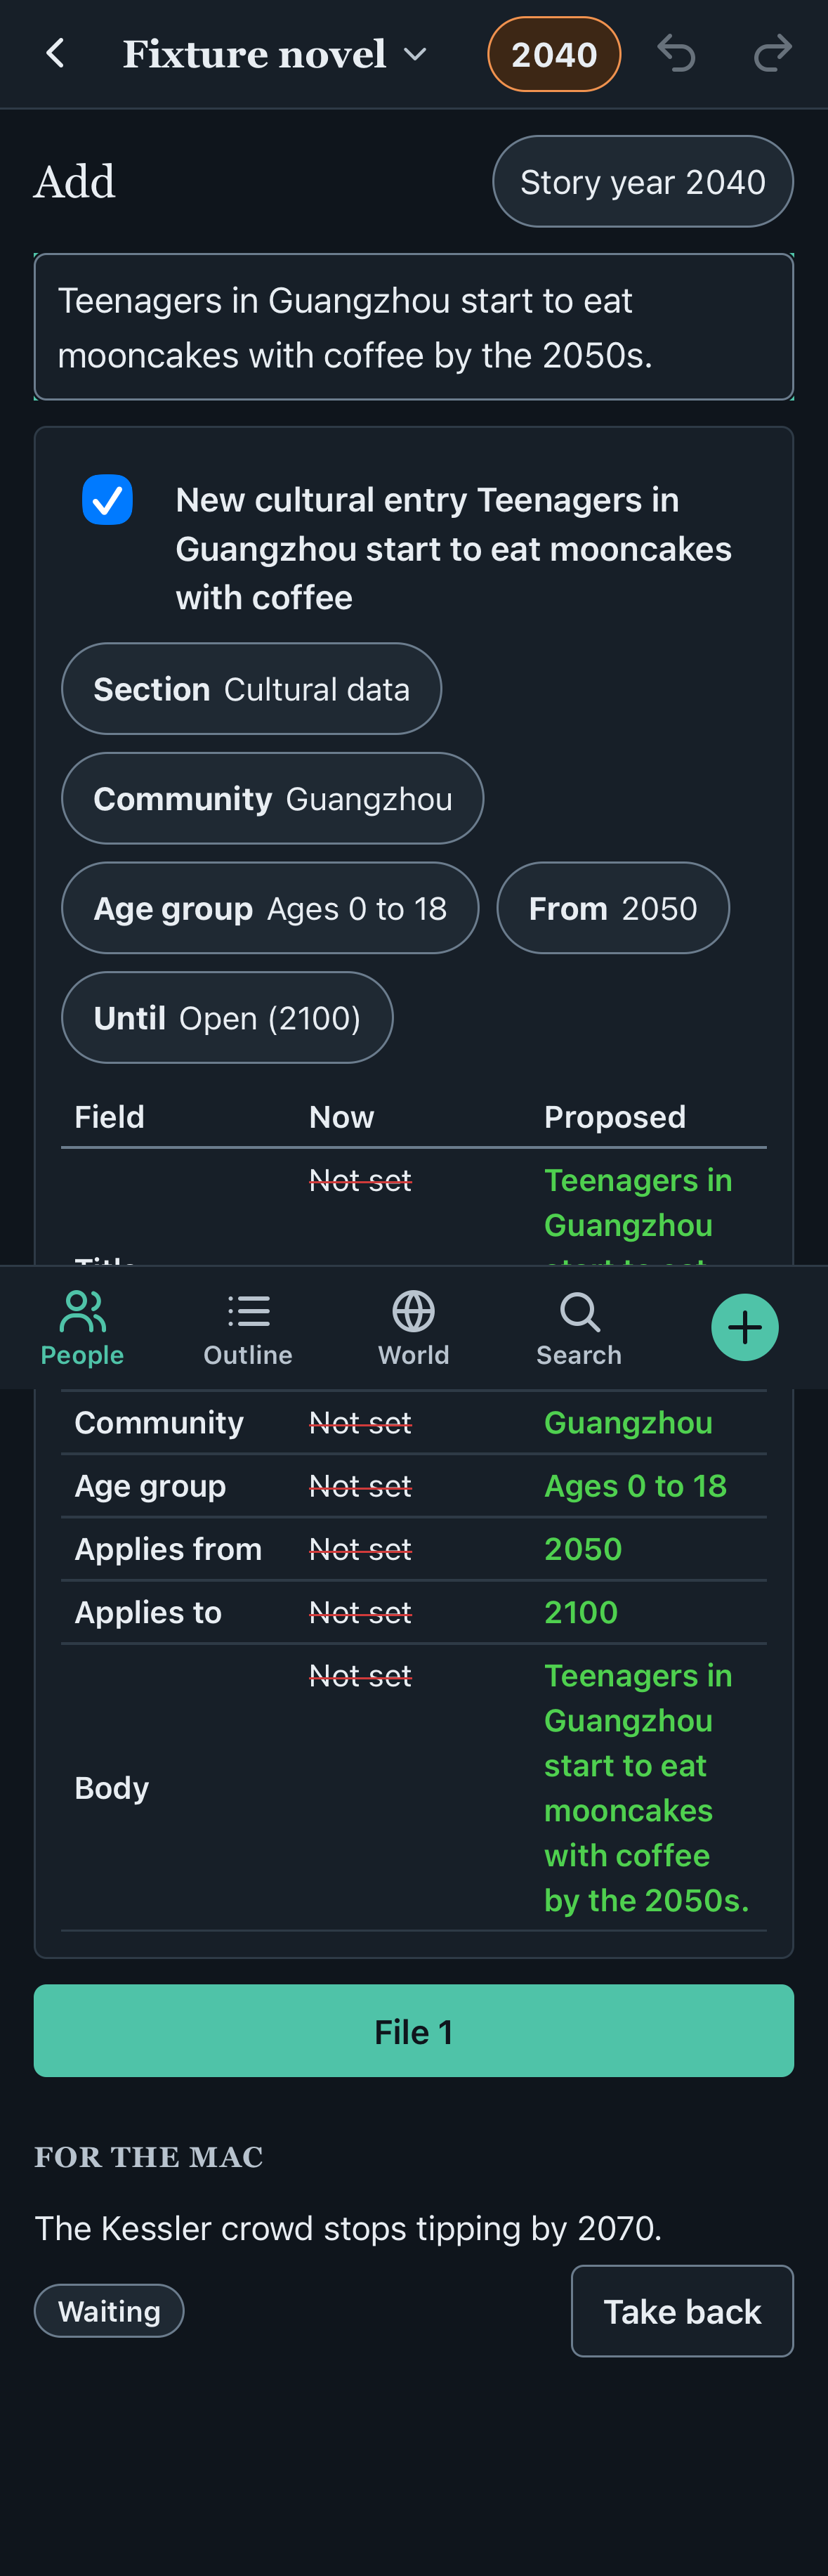 Fixture novel
2040
Add
Story year 2040
Teenagers in Guangzhou start to eat
mooncakes with coffee by the 2050s.
New cultural entry Teenagers in
Guangzhou start to eat mooncakes
with coffee
Section Cultural data
Community Guangzhou
Age group Ages 0 to 18
From 2050
Until Open (2100)
Field Now Proposed
Not set Teenagers in
Guangzhou
People Outline World Search
Community Not set Guangzhou
Age group Not set Ages 0 to 18
Applies from Not set 2050
Applies to Not set 2100
Body Not set Teenagers in
Guangzhou
start to eat
mooncakes
with coffee
by the 2050s.
File 1
FOR THE MAC
The Kessler crowd stops tipping by 2070.
Waiting
Take back